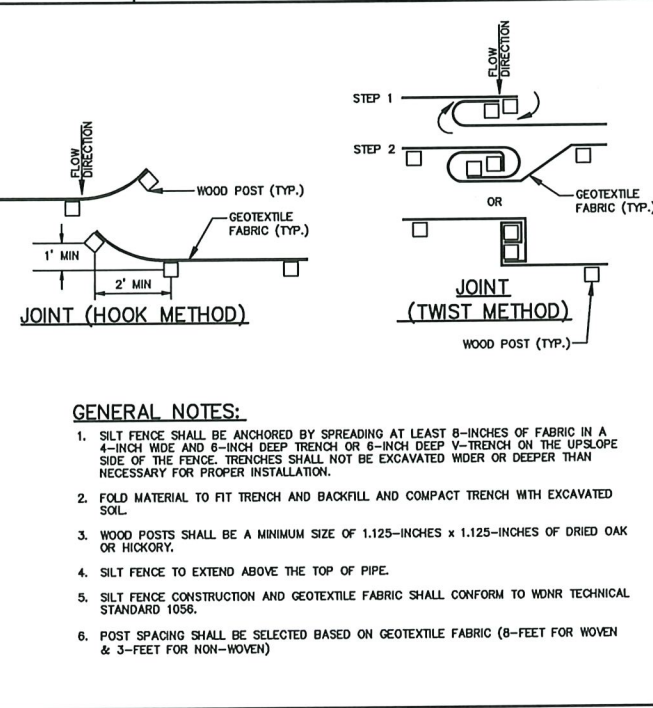 FLOW
DIRECTION
WOOD POST (TYP.)
GEOTEXTILE
FABRIC (TYP.)
1' MIN
2' MIN
JOINT (HOOK METHOD)
FLOW
DIRECTION
STEP 1
STEP 2
OR
GEOTEXTILE
FABRIC (TYP.)
JOINT
(TWIST METHOD)
WOOD POST (TYP.)
GENERAL NOTES:
1. SILT FENCE SHALL BE ANCHORED BY SPREADING AT LEAST 8-INCHES OF FABRIC IN A
4-INCH WIDE AND 6-INCH DEEP TRENCH OR 6-INCH DEEP V-TRENCH ON THE UPSLOPE
SIDE OF THE FENCE. TRENCHES SHALL NOT BE EXCAVATED WIDER OR DEEPER THAN
NECESSARY FOR PROPER INSTALLATION.
2. FOLD MATERIAL TO FIT TRENCH AND BACKFILL AND COMPACT TRENCH WITH EXCAVATED
SOIL.
3. WOOD POSTS SHALL BE A MINIMUM SIZE OF 1.125-INCHES x 1.125-INCHES OF DRIED OAK
OR HICKORY.
4. SILT FENCE TO EXTEND ABOVE THE TOP OF PIPE.
5. SILT FENCE CONSTRUCTION AND GEOTEXTILE FABRIC SHALL CONFORM TO WDNR TECHNICAL
STANDARD 1056.
6. POST SPACING SHALL BE SELECTED BASED ON GEOTEXTILE FABRIC (8-FEET FOR WOVEN
& 3-FEET FOR NON-WOVEN)